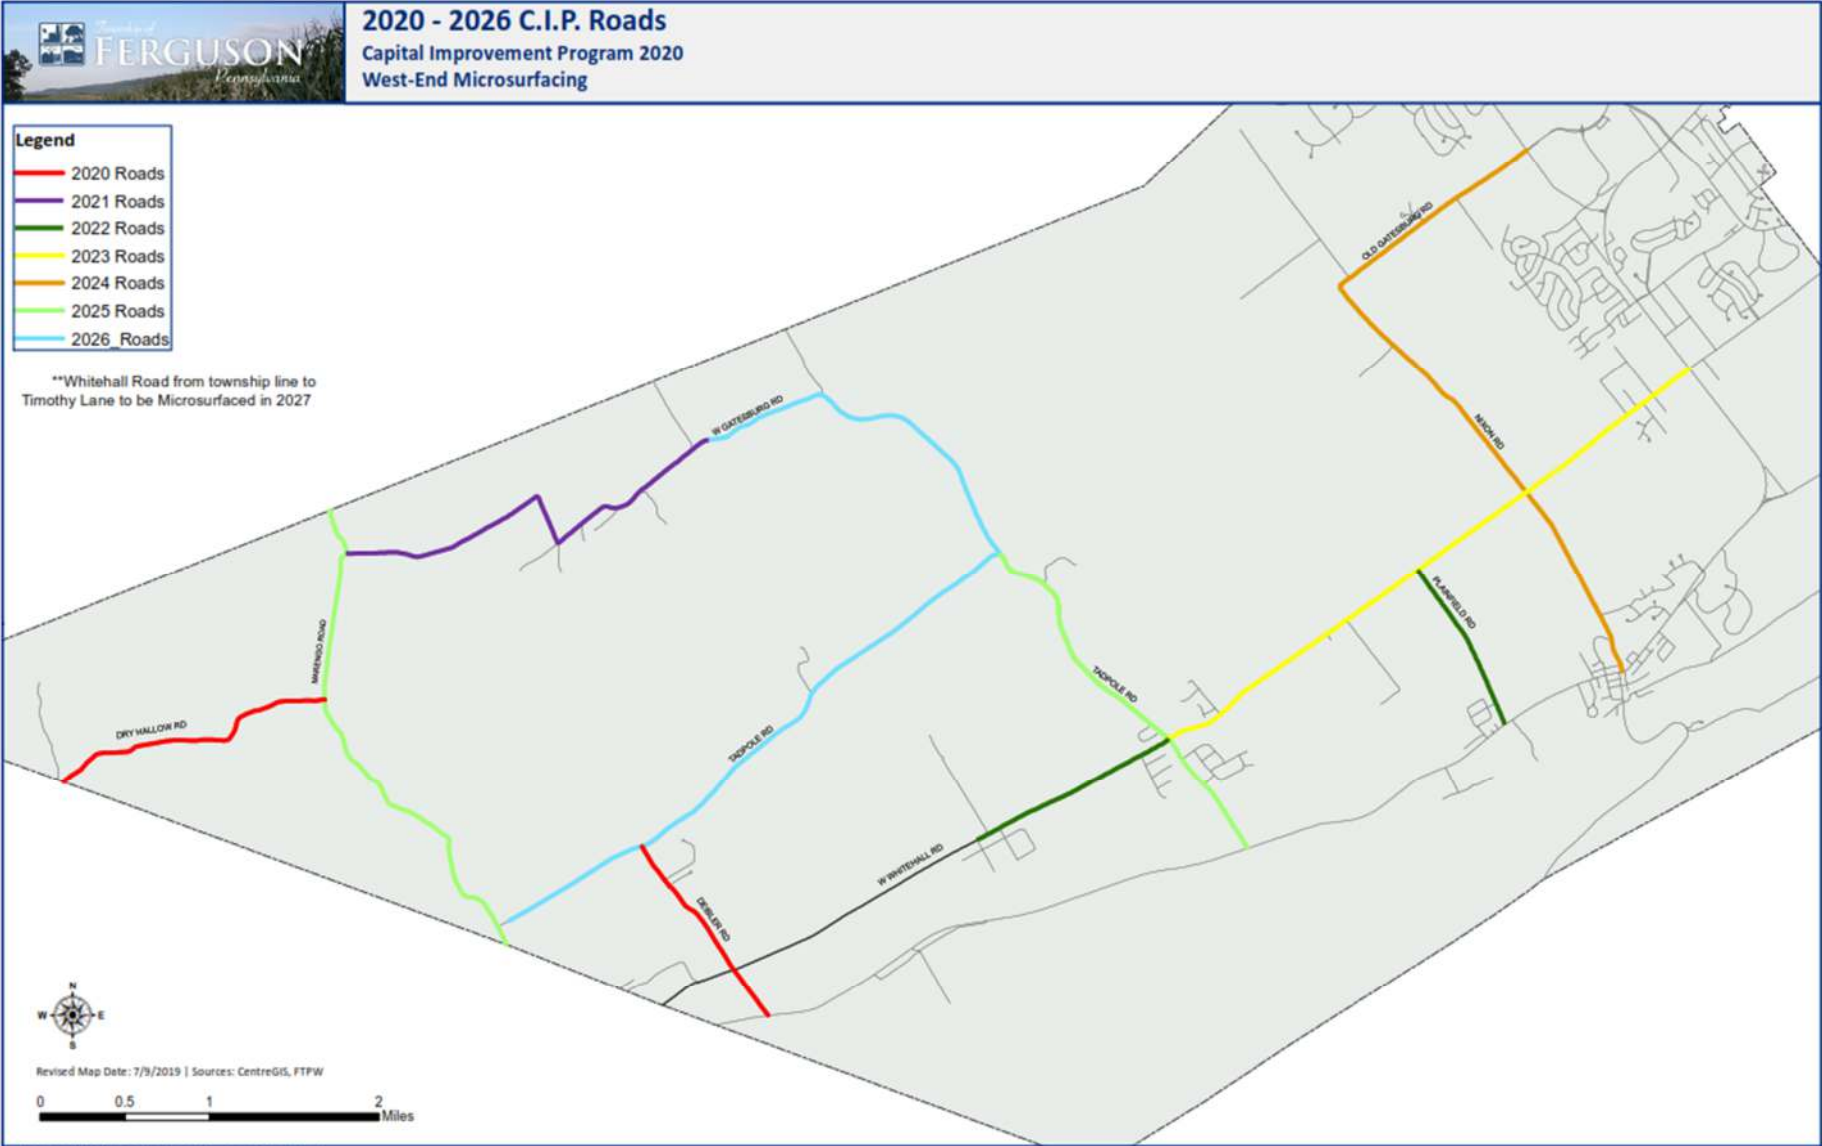 Township of
FERGUSON
Pennsylvania
2020 - 2026 C.I.P. Roads
Capital Improvement Program 2020
West-End Microsurfacing
Legend
2020 Roads
2021 Roads
2022 Roads
2023 Roads
2024 Roads
2025 Roads
2026_Roads
**Whitehall Road from township line to
Timothy Lane to be Microsurfaced in 2027
OLD GATESBURG RD
W GATESBURG RD
NIXON RD
PLAINFIELD RD
MARENGO ROAD
TADPOLE RD
DRY HALLOW RD
TADPOLE RD
W WHITEHALL RD
DEIBLER RD
N
W
E
S
Revised Map Date: 7/9/2019 | Sources: CentreGIS, FTPW
0 0.5 1 2
Miles